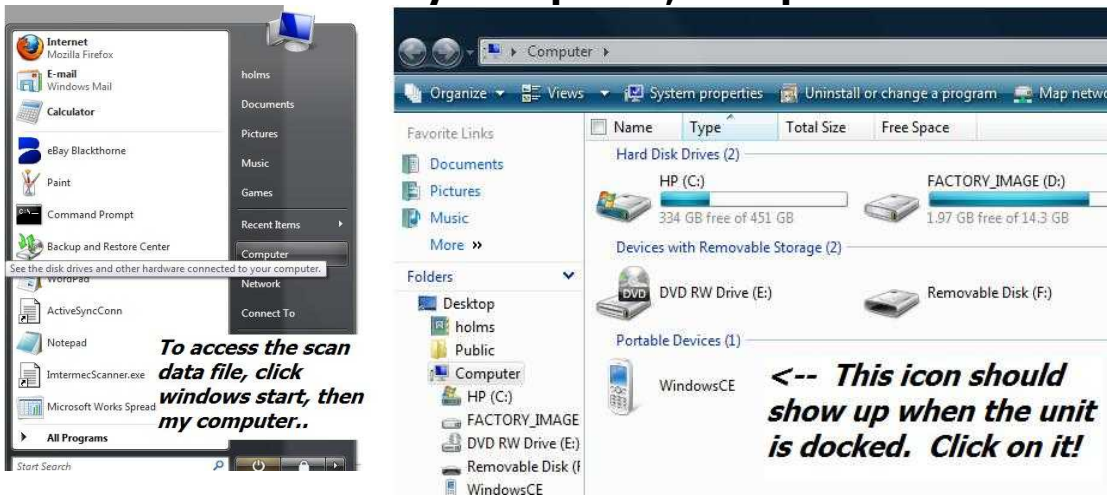 Internet
Mozilla Firefox
E-mail
Windows Mail
Calculator
eBay Blackthorne
Paint
Command Prompt
Backup and Restore Center
See the disk drives and other hardware connected to your computer.
WordPad
ActiveSyncConn
Notepad
ImtermecScanner.exe
Microsoft Works Spread
All Programs
Start Search
holms
Documents
Pictures
Music
Games
Recent Items
Computer
Network
Connect To
To access the scan
data file, click
windows start, then
my computer..
Computer
Organize Views System properties Uninstall or change a program Map netwo
Favorite Links
Documents
Pictures
Music
More »
Folders
Desktop
holms
Public
Computer
HP (C:)
FACTORY_IMAGE
DVD RW Drive (E:)
Removable Disk (F
WindowsCE
Name Type Total Size Free Space
Hard Disk Drives (2)
HP (C:)
334 GB free of 451 GB
FACTORY_IMAGE (D:)
1.97 GB free of 14.3 GB
Devices with Removable Storage (2)
DVD RW Drive (E:)
Removable Disk (F:)
Portable Devices (1)
WindowsCE
<-- This icon should
show up when the unit
is docked. Click on it!